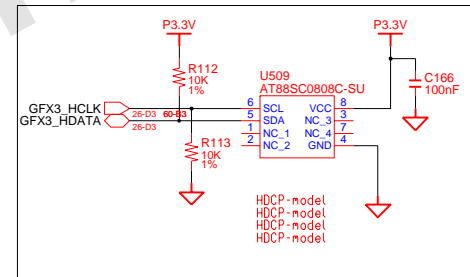 P3.3V
P3.3V
R112
10K
1%
U509
AT88SC0808C-SU
C166
100nF
GFX3_HCLK
26-D3 60-B3
6 SCL VCC 8
GFX3_HDATA
26-D3
5 SDA NC_3 3
1 NC_1 NC_4 7
2 NC_2 GND 4
R113
10K
1%
HDCP-model
HDCP-model
HDCP-model
HDCP-model